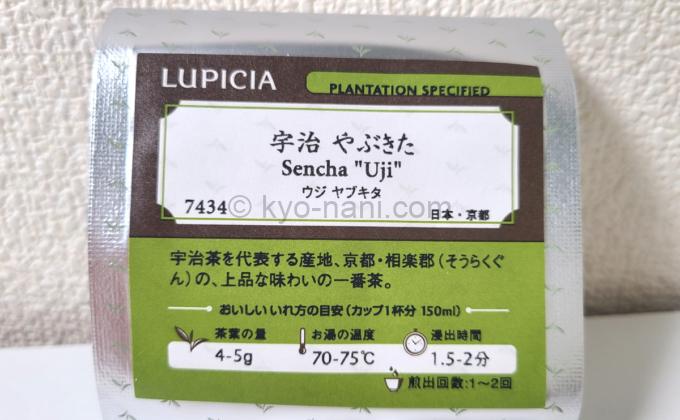 LUPICIA
PLANTATION SPECIFIED
宇治 やぶきた
Sencha "Uji"
ウジ ヤブキタ
7434
© kyo-nani.com
日本・京都
宇治茶を代表する産地、京都・相楽郡（そうらくぐ
ん）の、上品な味わいの一番茶。
おいしいいれ方の目安（カップ1杯分 150ml）
茶葉の量
4-5g
お湯の温度
70-75℃
浸出時間
1.5-2分
煎出回数:1～2回